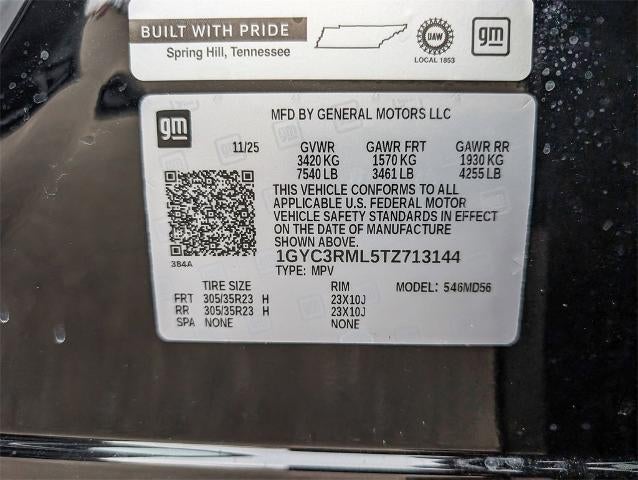 BUILT WITH PRIDE
Spring Hill, Tennessee
UAW
LOCAL 1853
gm
gm
MFD BY GENERAL MOTORS LLC
11/25 GVWR GAWR FRT GAWR RR
3420 KG 1570 KG 1930 KG
7540 LB 3461 LB 4255 LB
THIS VEHICLE CONFORMS TO ALL
APPLICABLE U.S. FEDERAL MOTOR
VEHICLE SAFETY STANDARDS IN EFFECT
ON THE DATE OF MANUFACTURE
SHOWN ABOVE.
384A
1GYC3RML5TZ713144
TYPE: MPV
TIRE SIZE RIM MODEL: 546MD56
FRT 305/35R23 H 23X10J
RR 305/35R23 H 23X10J
SPA NONE NONE